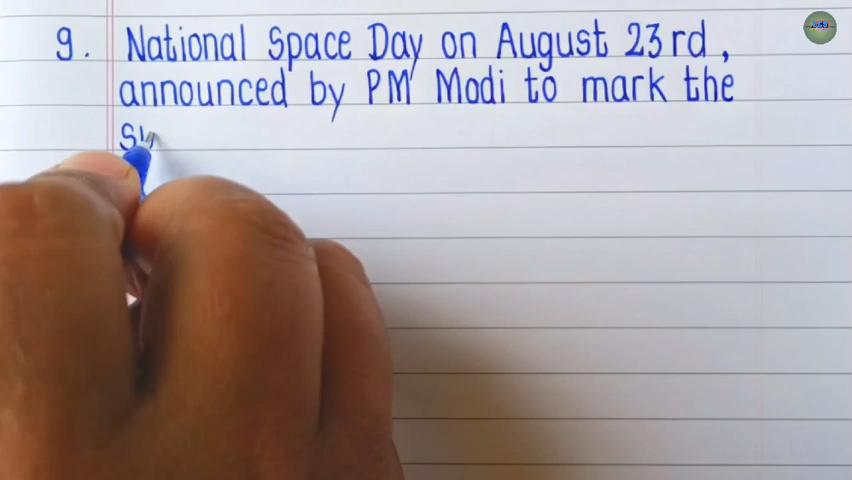 9. National Space Day on August 23rd,
announced by PM Modi to mark the